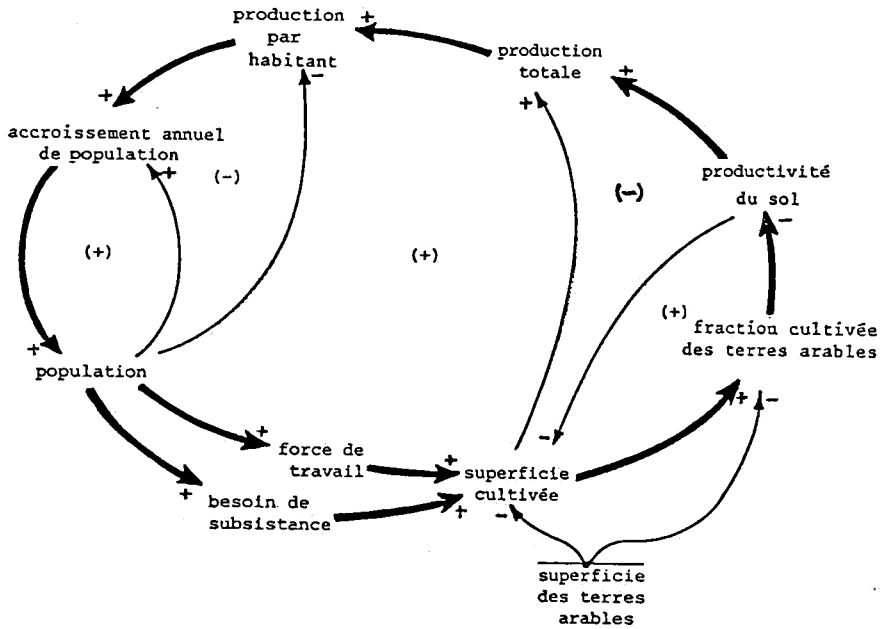 production
par
habitant
+
-
production
totale
+
+
+
accroissement annuel
de population
+
(-)
(-)
productivité
du sol
-
(+)
(+)
(+)
fraction cultivée
des terres arables
+
-
+
population
+
force de
travail
+
-
superficie
cultivée
+
besoin de
subsistance
+
-
superficie
des terres
arables